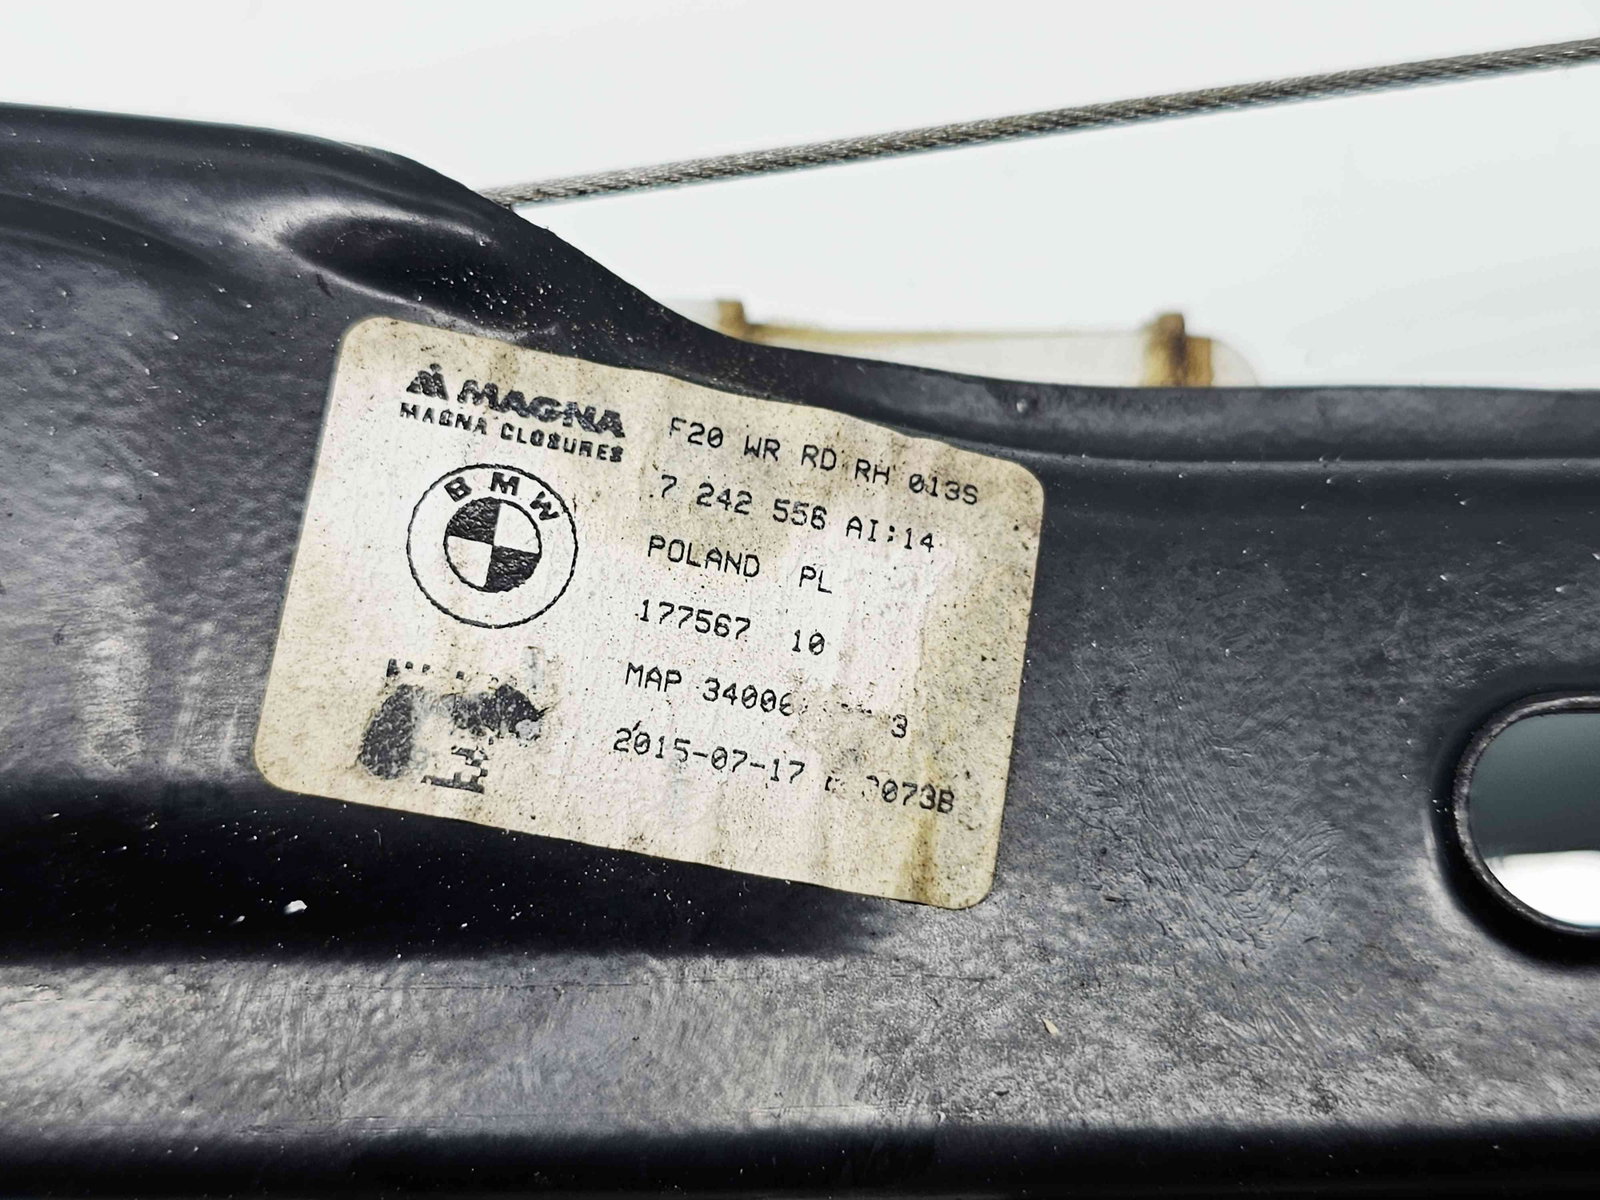 MAGNA
MAGNA CLOSURES
BMW
F20 WR RD RH 013S
7 242 556 AI:14
POLAND PL
177567 10
MAP 3
2015-07-17